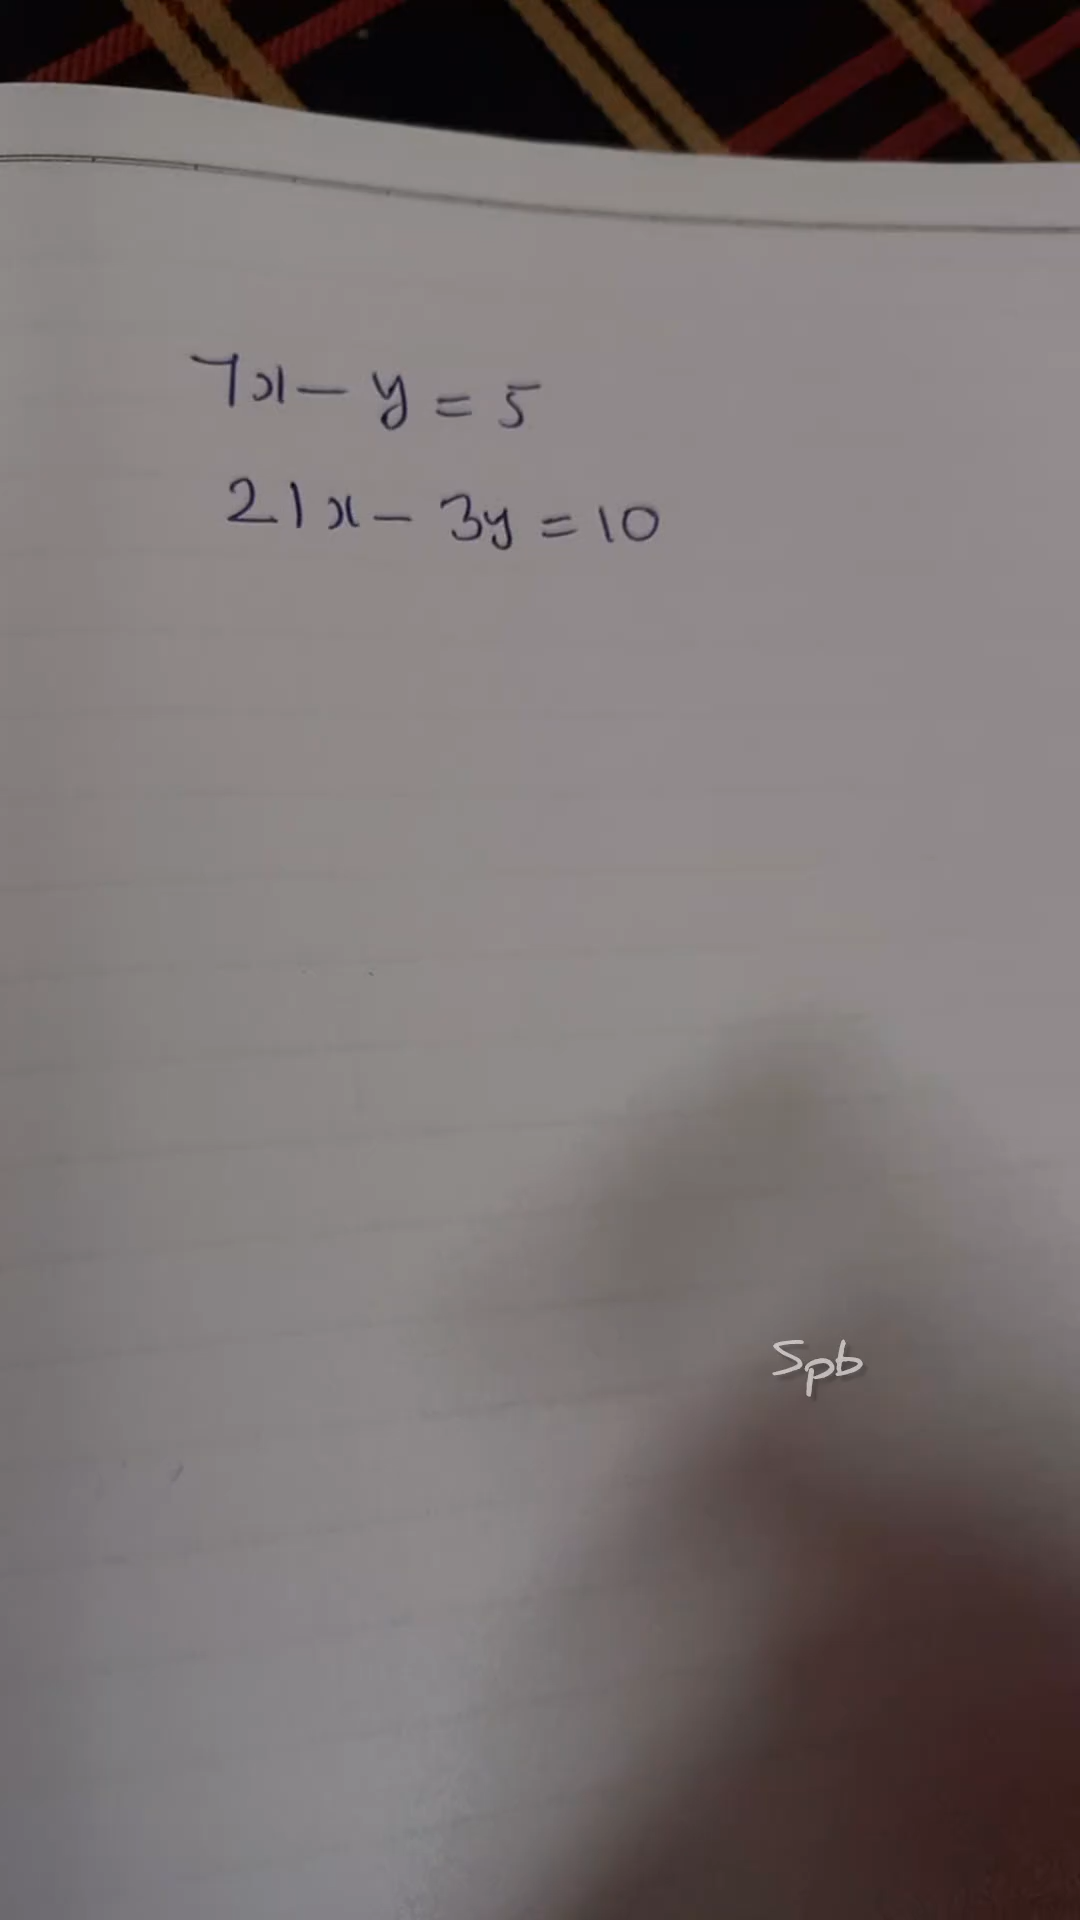 7x - y = 5
21x - 3y = 10
Spb